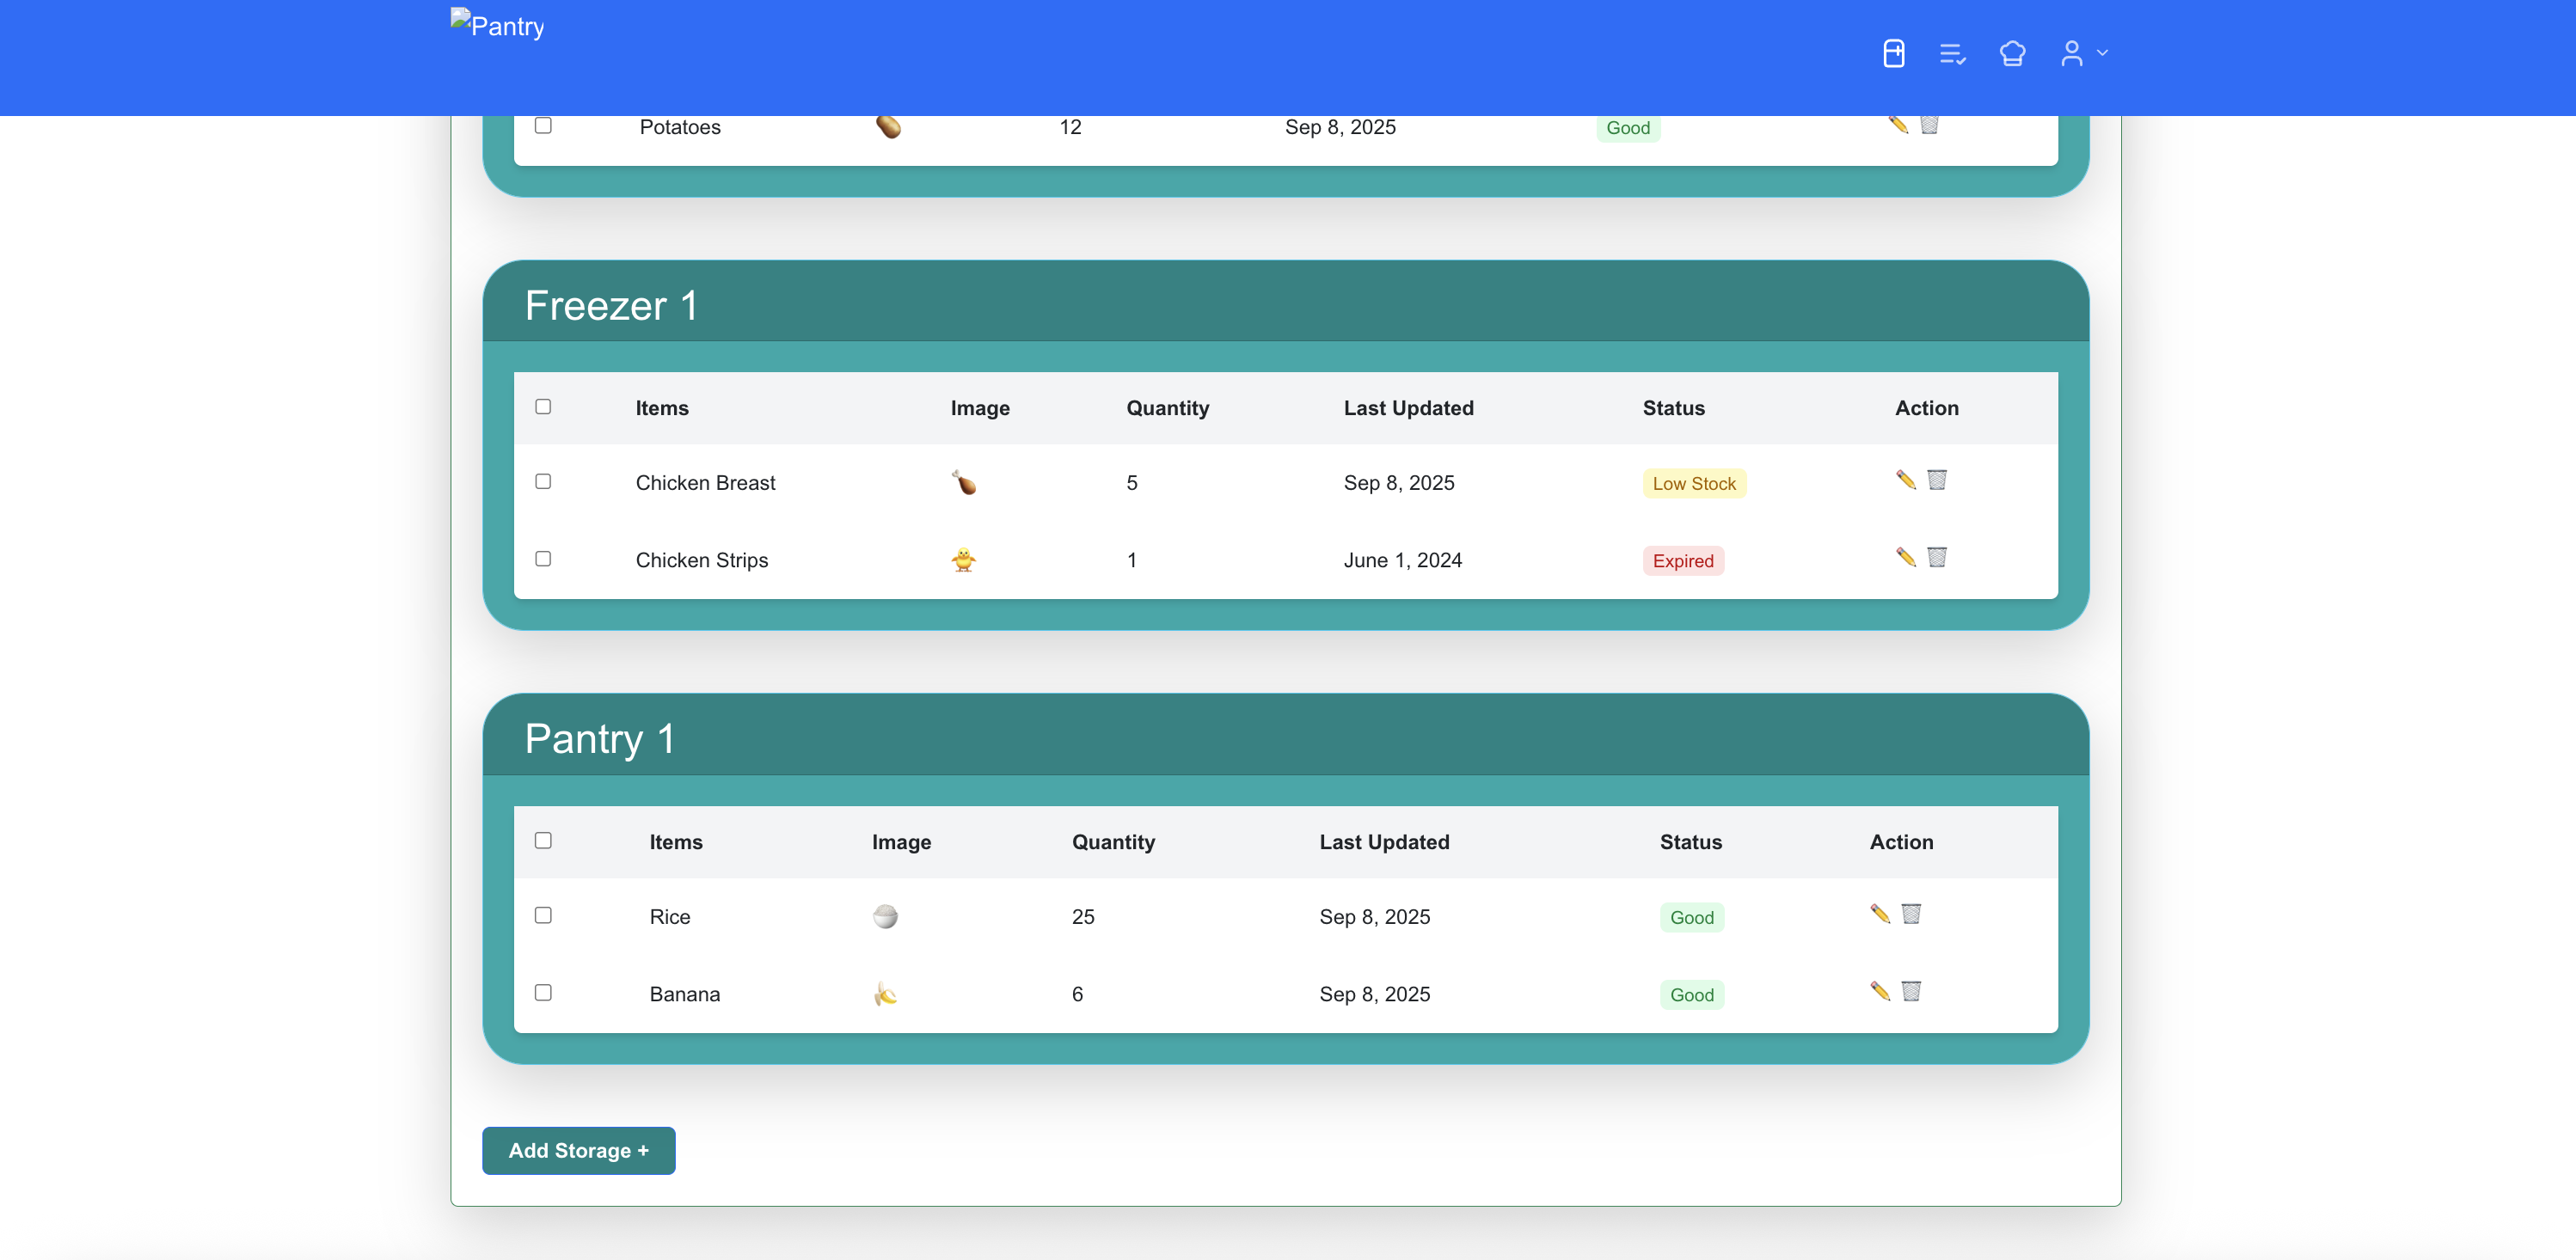 Pantry
Potatoes 12 Sep 8, 2025 Good
Freezer 1
Items Image Quantity Last Updated Status Action
Chicken Breast 5 Sep 8, 2025 Low Stock
Chicken Strips 1 June 1, 2024 Expired
Pantry 1
Items Image Quantity Last Updated Status Action
Rice 25 Sep 8, 2025 Good
Banana 6 Sep 8, 2025 Good
Add Storage +